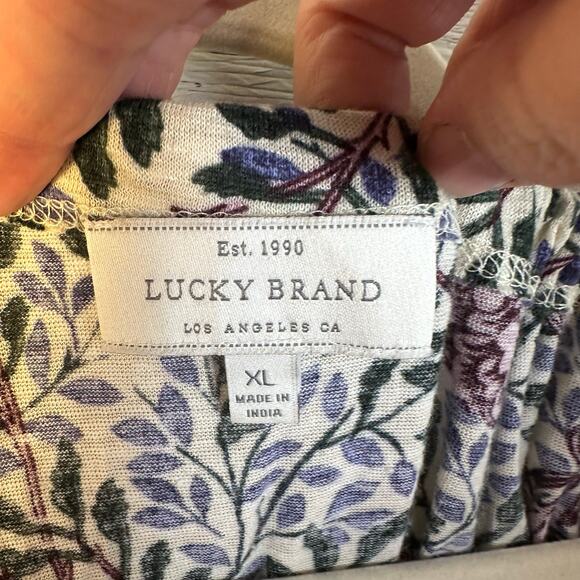 Est. 1990
LUCKY BRAND
LOS ANGELES CA
XL
MADE IN
INDIA